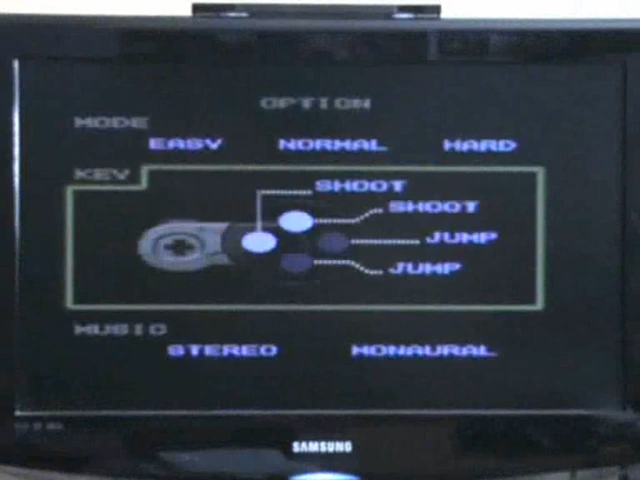 OPTION
MODE
EASY NORMAL HARD
KEY
SHOOT
SHOOT
JUMP
JUMP
MUSIC
STEREO MONAURAL
SAMSUNG